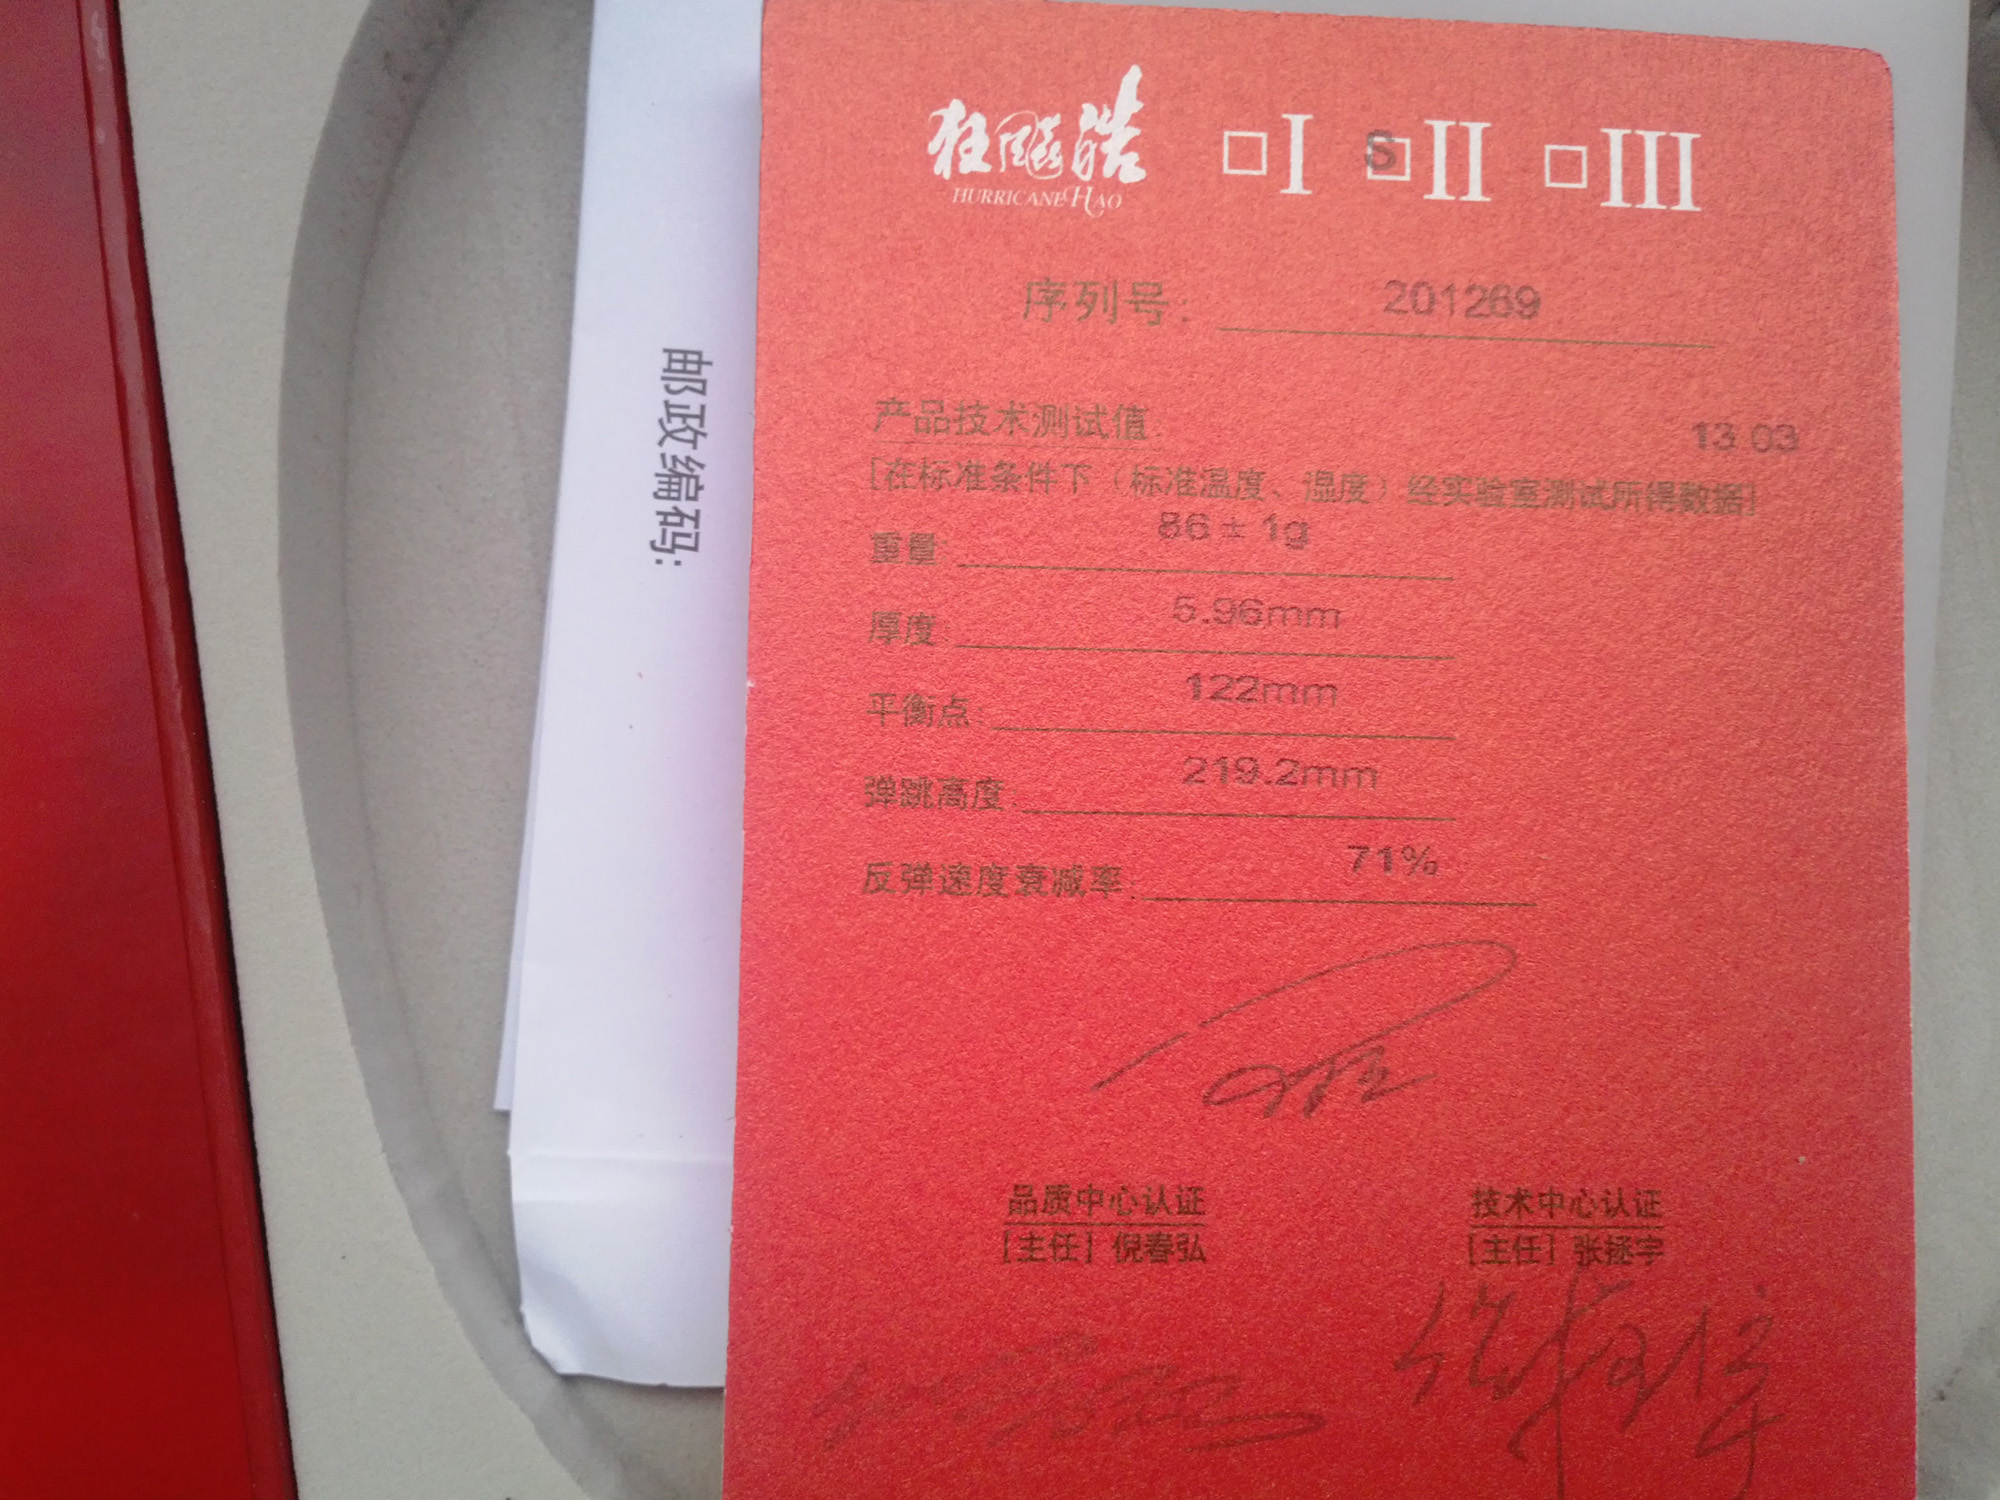 狂飚皓 □I S□II □III
HURRICANE HAO
序列号: 201269
产品技术测试值 13.03
[在标准条件下（标准温度、湿度）经实验室测试所得数据]
重量: 86±1g
厚度: 5.96mm
平衡点: 122mm
弹跳高度: 219.2mm
反弹速度衰减率: 71%
品质中心认证 技术中心认证
[主任] 倪春弘 [主任] 张拯宇
邮政编码: